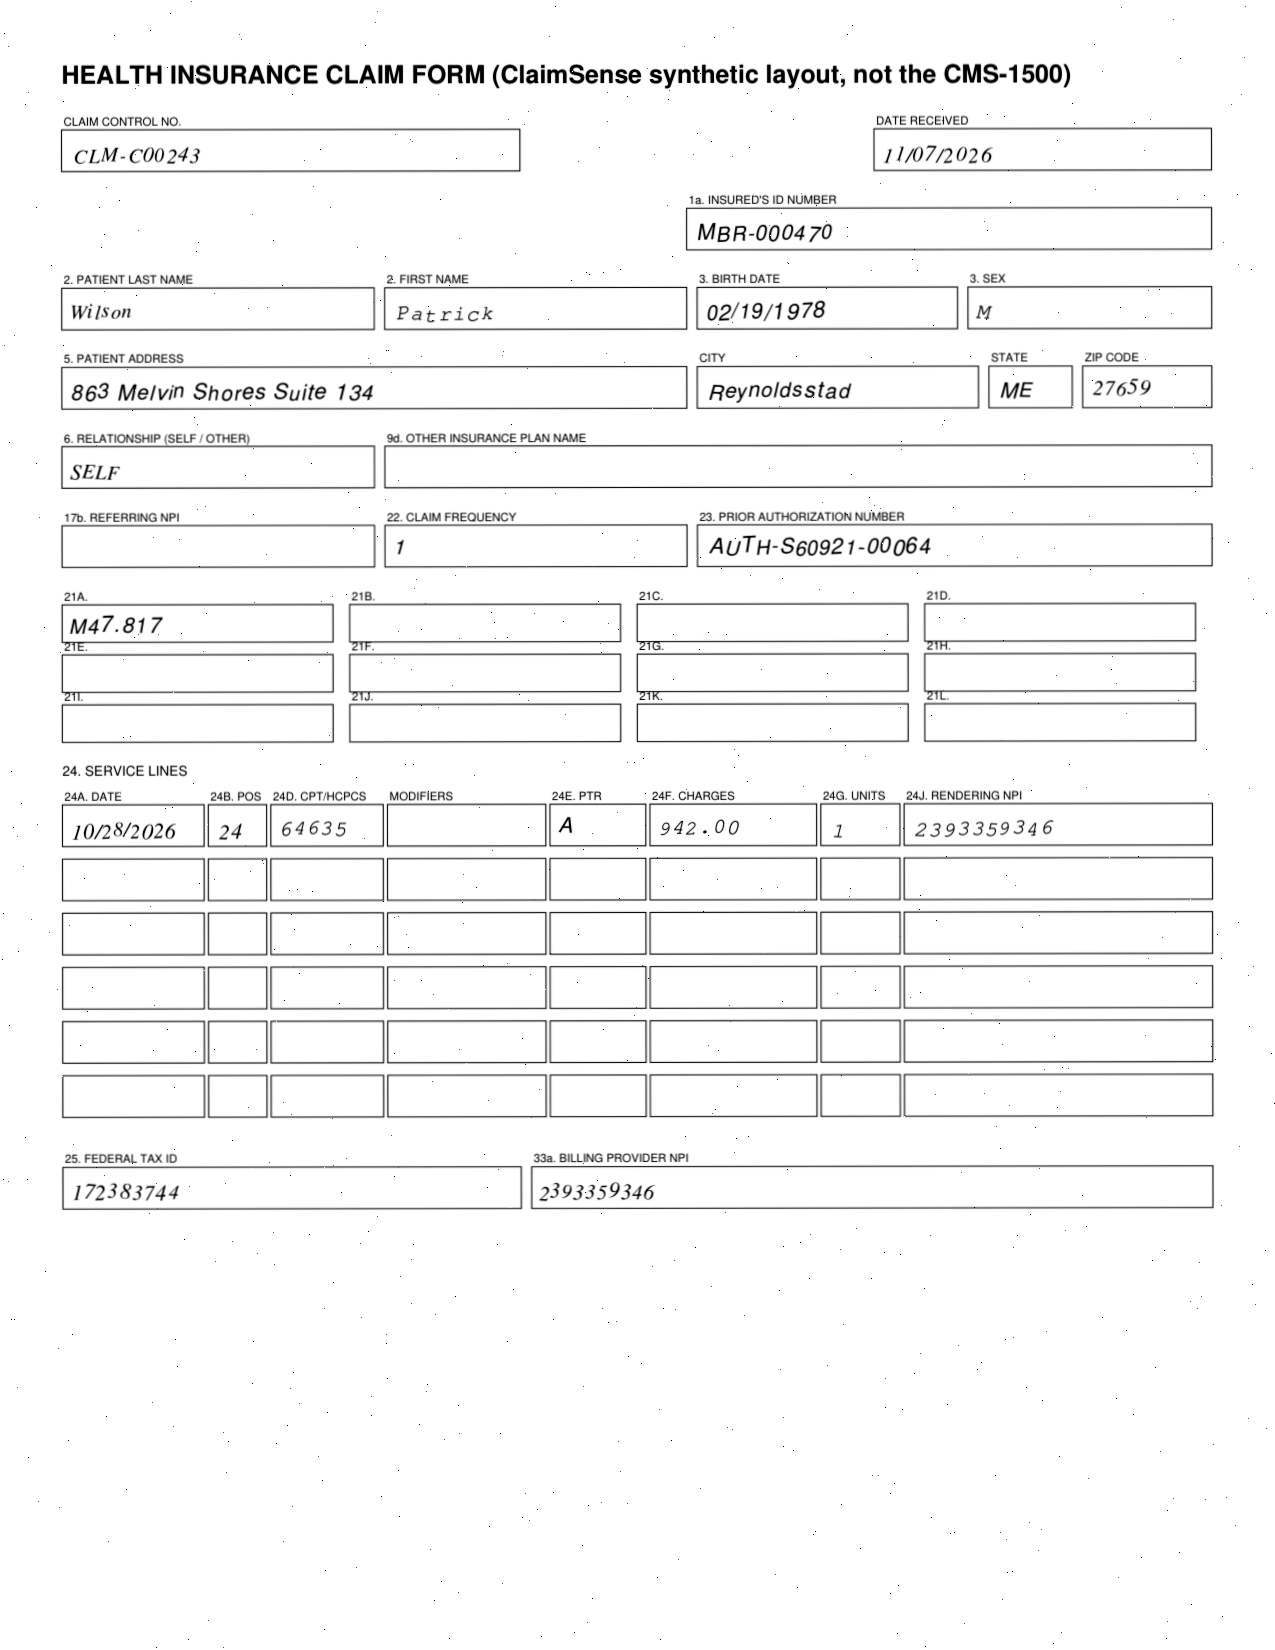 HEALTH INSURANCE CLAIM FORM (ClaimSense synthetic layout, not the CMS-1500)
CLAIM CONTROL NO. DATE RECEIVED
CLM-C00243 11/07/2026
1a. INSURED'S ID NUMBER
MBR-000470
2. PATIENT LAST NAME 2. FIRST NAME 3. BIRTH DATE 3. SEX
Wilson Patrick 02/19/1978 M
5. PATIENT ADDRESS CITY STATE ZIP CODE
863 Melvin Shores Suite 134 Reynoldsstad ME 27659
6. RELATIONSHIP (SELF / OTHER) 9d. OTHER INSURANCE PLAN NAME
SELF
17b. REFERRING NPI 22. CLAIM FREQUENCY 23. PRIOR AUTHORIZATION NUMBER
1 AUTH-S60921-00064
21A. 21B. 21C. 21D.
M47.817
21E. 21F. 21G. 21H.
21I. 21J. 21K. 21L.
24. SERVICE LINES
24A. DATE 24B. POS 24D. CPT/HCPCS MODIFIERS 24E. PTR 24F. CHARGES 24G. UNITS 24J. RENDERING NPI
10/28/2026 24 64635 A 942.00 1 2393359346
25. FEDERAL TAX ID 33a. BILLING PROVIDER NPI
172383744 2393359346